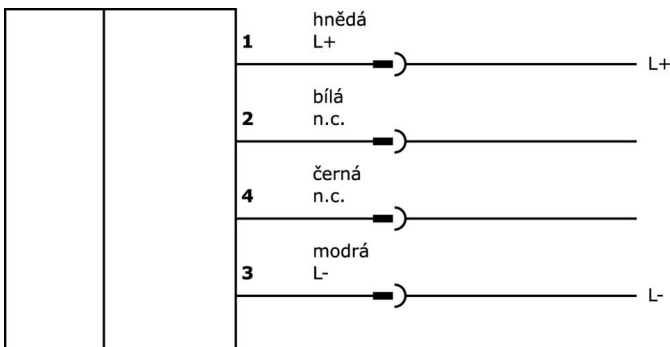 hnědá
1 L+
L+
bílá
2 n.c.
černá
4 n.c.
modrá
3 L-
L-